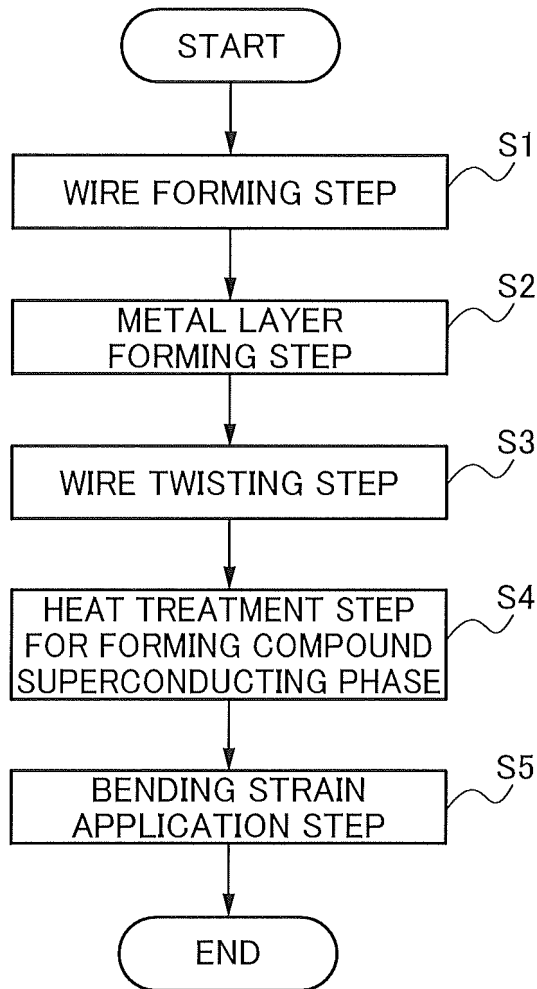 START
S1
WIRE FORMING STEP
S2
METAL LAYER
FORMING STEP
S3
WIRE TWISTING STEP
S4
HEAT TREATMENT STEP
FOR FORMING COMPOUND
SUPERCONDUCTING PHASE
S5
BENDING STRAIN
APPLICATION STEP
END